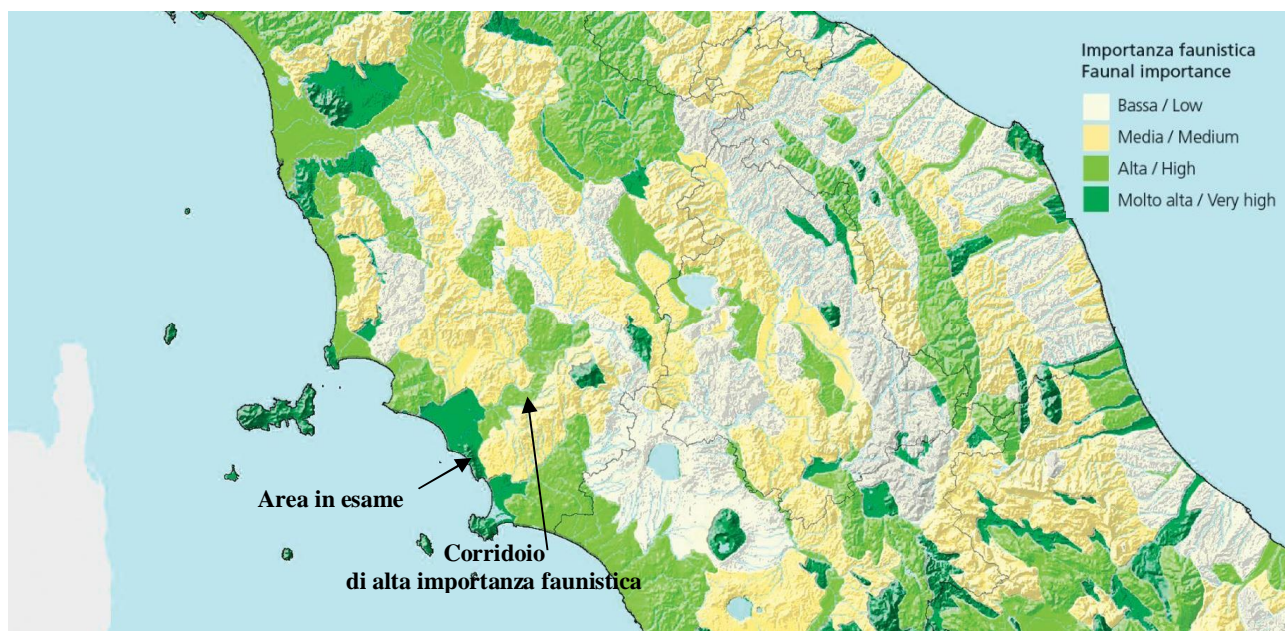 Importanza faunistica
Faunal importance
Bassa / Low
Media / Medium
Alta / High
Molto alta / Very high
Area in esame
Corridoio
di alta importanza faunistica